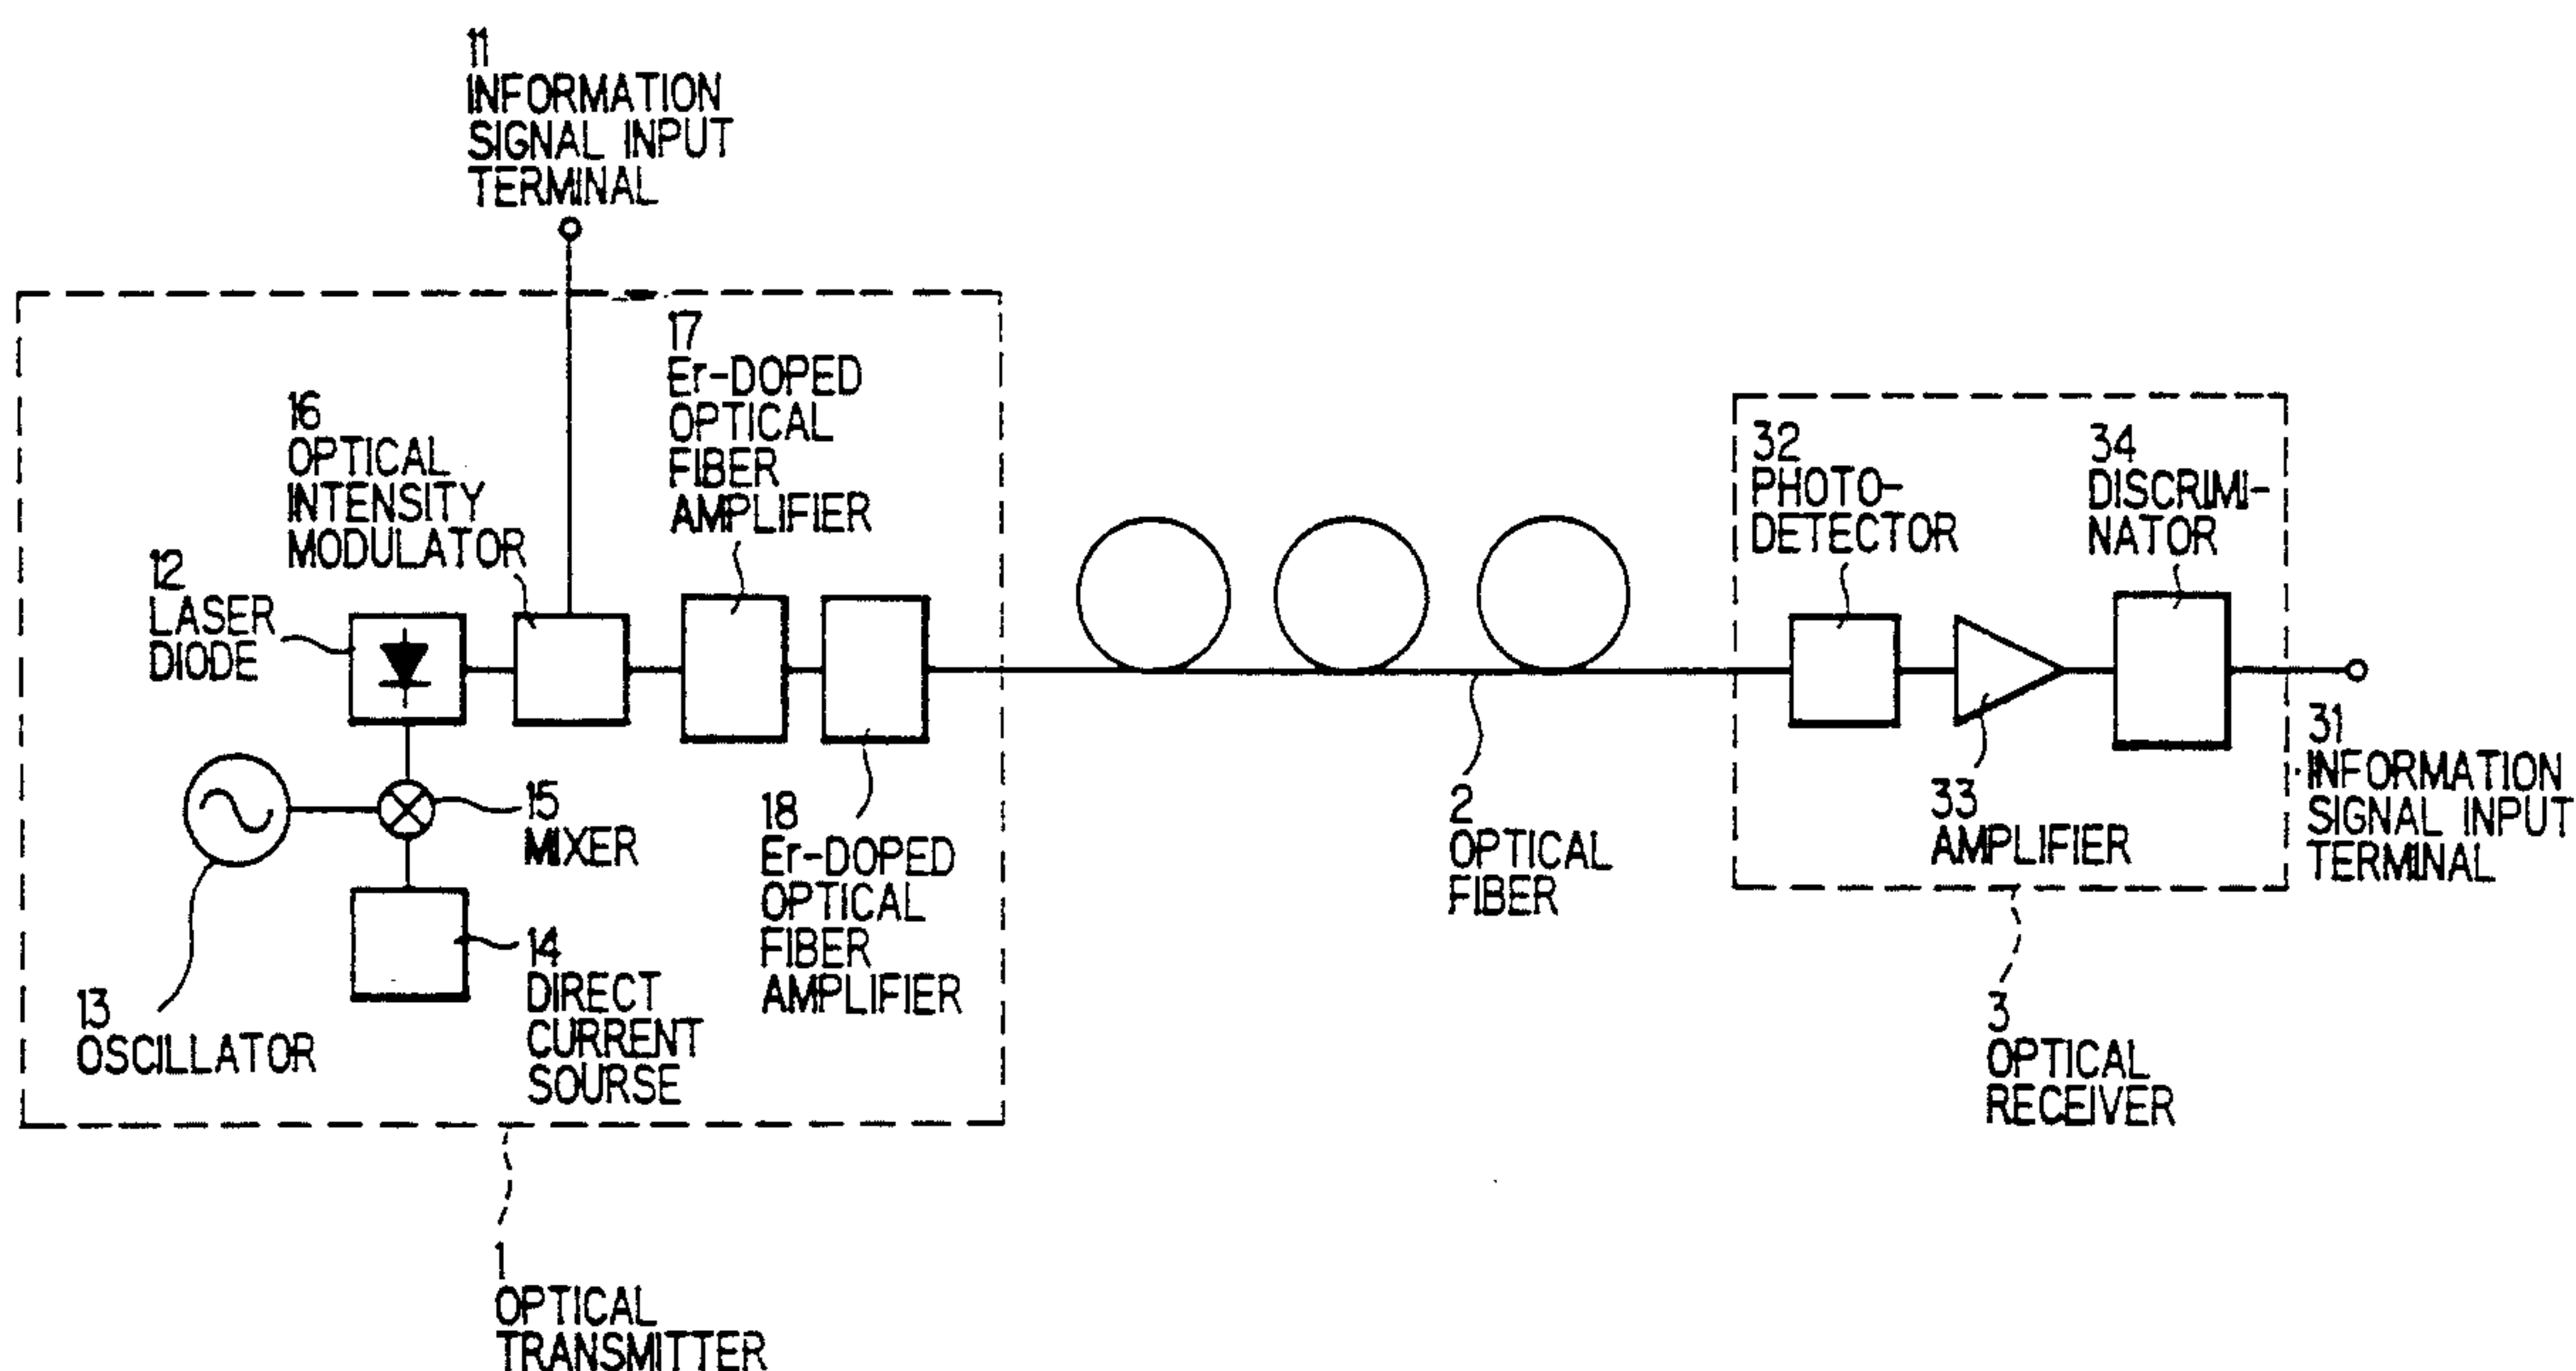 11
INFORMATION
SIGNAL INPUT
TERMINAL
17
Er-DOPED
OPTICAL
FIBER
AMPLIFIER
16
OPTICAL
INTENSITY
MODULATOR
12
LASER
DIODE
15
MIXER
13
OSCILLATOR
14
DIRECT
CURRENT
SOURSE
18
Er-DOPED
OPTICAL
FIBER
AMPLIFIER
1
OPTICAL
TRANSMITTER
2
OPTICAL
FIBER
32
PHOTO-
DETECTOR
34
DISCRIMI-
NATOR
33
AMPLIFIER
31
INFORMATION
SIGNAL INPUT
TERMINAL
3
OPTICAL
RECEIVER